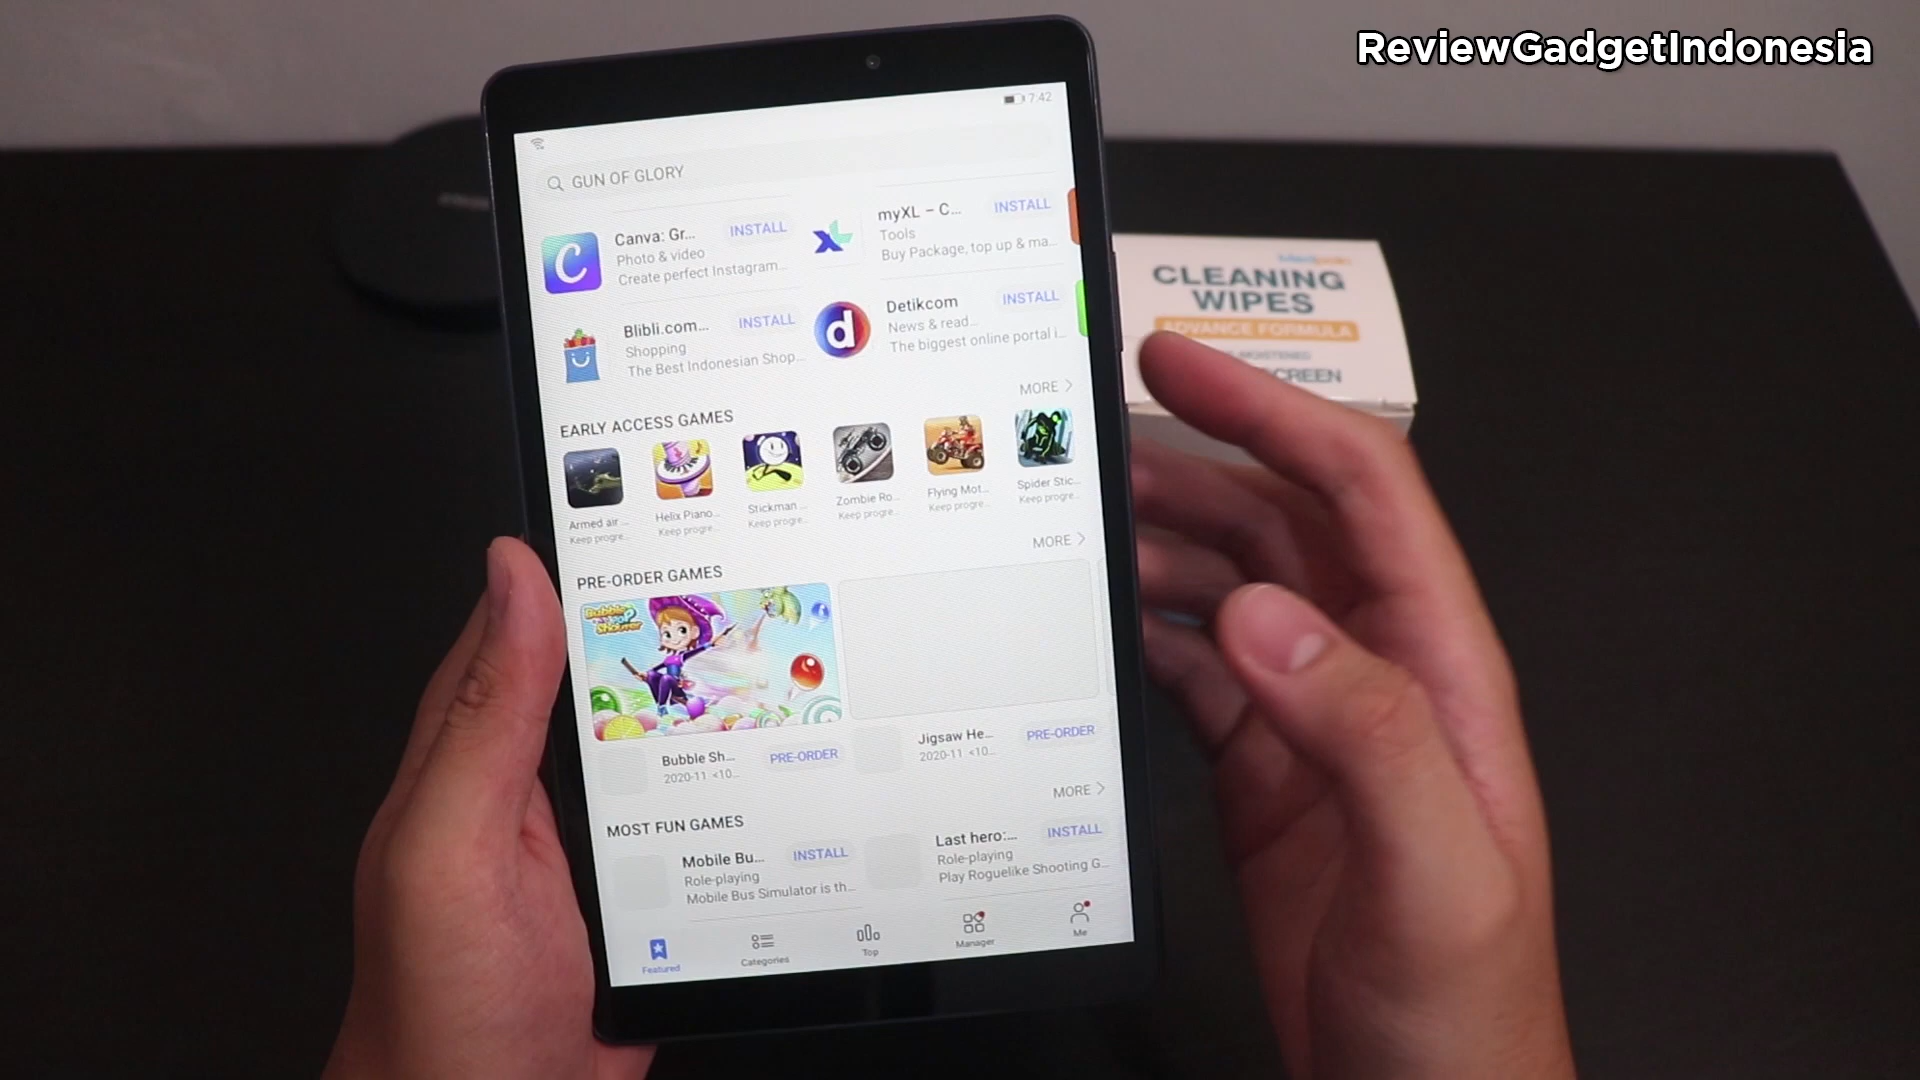 ReviewGadgetIndonesia
7:42
GUN OF GLORY
Canva: Gr...
INSTALL
Photo & video
Create perfect Instagram...
myXL – C...
INSTALL
Tools
Buy Package, top up & ma...
Blibli.com...
INSTALL
Shopping
The Best Indonesian Shop...
Detikcom
INSTALL
News & read...
The biggest online portal i...
MORE
EARLY ACCESS GAMES
Armed air ...
Keep progre...
Helix Piano...
Keep progre...
Stickman ...
Keep progre...
Zombie Ro...
Keep progre...
Flying Mot...
Keep progre...
Spider Stic...
Keep progre...
MORE
PRE-ORDER GAMES
Bubble
Shooter
Bubble Sh...
2020-11 <10...
PRE-ORDER
Jigsaw He...
2020-11 <10...
PRE-ORDER
MORE
MOST FUN GAMES
Mobile Bu...
INSTALL
Role-playing
Mobile Bus Simulator is th...
Last hero:...
INSTALL
Role-playing
Play Roguelike Shooting G...
Featured
Categories
Top
Manager
Me
CLEANING
WIPES
ADVANCE FORMULA
SCREEN